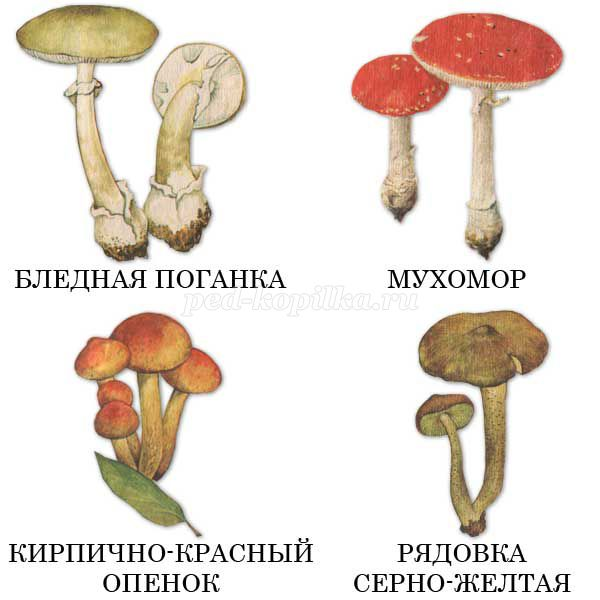 БЛЕДНАЯ ПОГАНКА
МУХОМОР
ped-kopilka.ru
КИРПИЧНО-КРАСНЫЙ
ОПЕНОК
РЯДОВКА
СЕРНО-ЖЕЛТАЯ